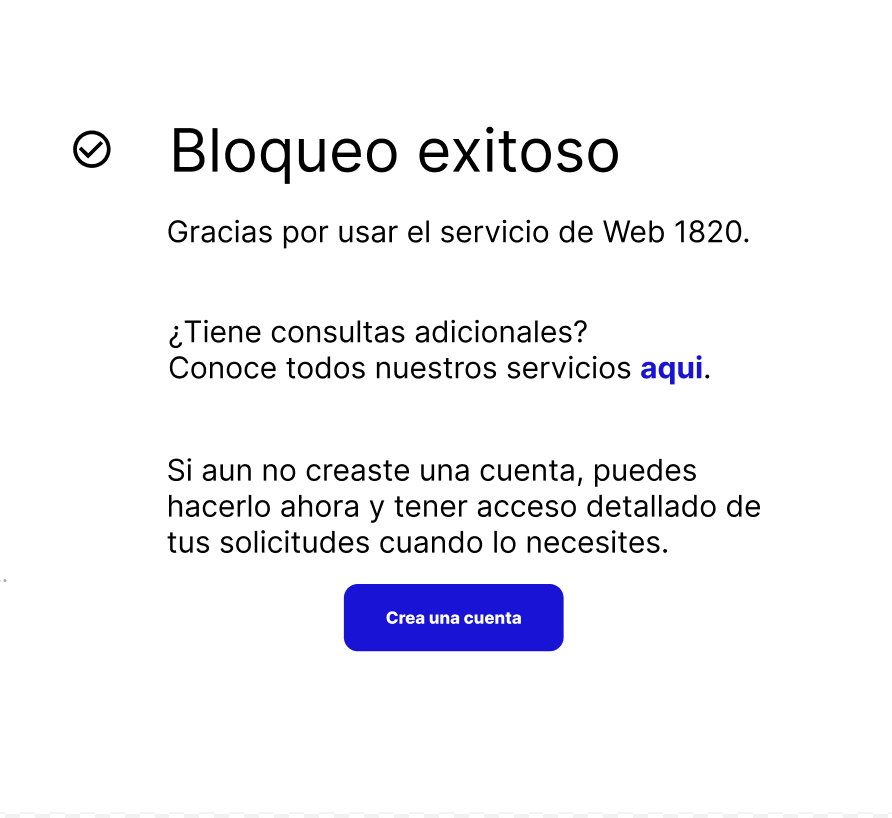 Bloqueo exitoso
Gracias por usar el servicio de Web 1820.
¿Tiene consultas adicionales?
Conoce todos nuestros servicios aqui.
Si aun no creaste una cuenta, puedes
hacerlo ahora y tener acceso detallado de
tus solicitudes cuando lo necesites.
Crea una cuenta